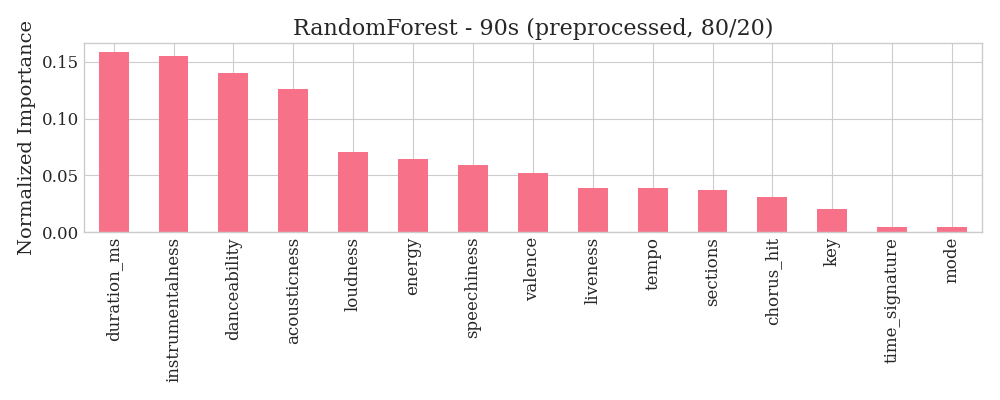 RandomForest - 90s (preprocessed, 80/20)
Normalized Importance
0.15
0.10
0.05
0.00
duration_ms
instrumentalness
danceability
acousticness
loudness
energy
speechiness
valence
liveness
tempo
sections
chorus_hit
key
time_signature
mode